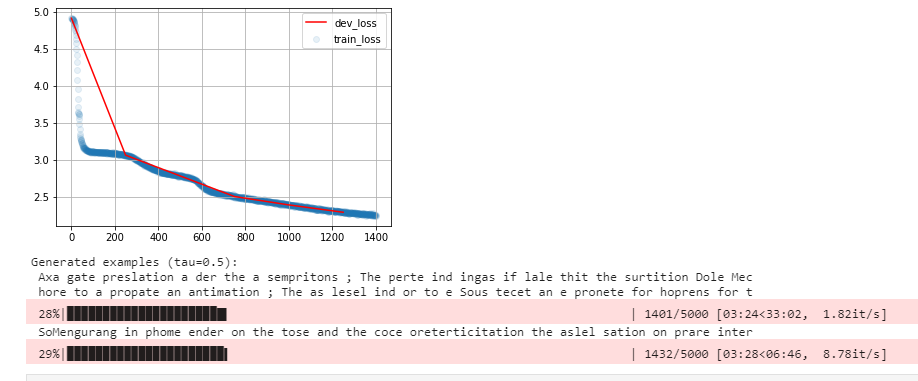 5.0
4.5
4.0
3.5
3.0
2.5
dev_loss
train_loss
0 200 400 600 800 1000 1200 1400
Generated examples (tau=0.5):
Axa gate preslation a der the a sempritons ; The perte ind ingas if lale thit the surtition Dole Mec
hore to a propate an antimation ; The as lesel ind or to e Sous tecet an e pronete for hoprens for t
28%| | 1401/5000 [03:24<33:02, 1.82it/s]
SoMengurang in phome ender on the tose and the coce oreterticitation the aslel sation on prare inter
29%| | 1432/5000 [03:28<06:46, 8.78it/s]